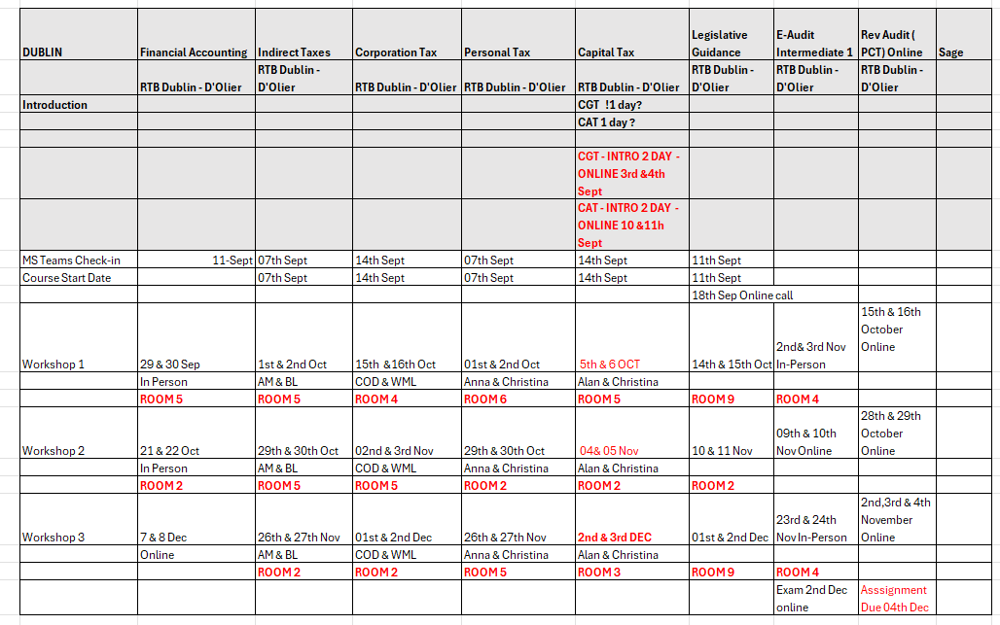 DUBLIN Financial Accounting Indirect Taxes Corporation Tax Personal Tax Capital Tax Legislative Guidance E-Audit Intermediate 1 Rev Audit ( PCT) Online Sage
RTB Dublin - D'Olier RTB Dublin - D'Olier RTB Dublin - D'Olier RTB Dublin - D'Olier RTB Dublin - D'Olier RTB Dublin - D'Olier RTB Dublin - D'Olier RTB Dublin - D'Olier
Introduction CGT !1 day?
CAT 1 day ?
CGT - INTRO 2 DAY -
ONLINE 3rd &4th
Sept
CAT - INTRO 2 DAY -
ONLINE 10 &11h
Sept
MS Teams Check-in 11-Sept 07th Sept 14th Sept 07th Sept 14th Sept 11th Sept
Course Start Date 07th Sept 14th Sept 07th Sept 14th Sept 11th Sept
18th Sep Online call
Workshop 1 29 & 30 Sep 1st & 2nd Oct 15th &16th Oct 01st & 2nd Oct 5th & 6 OCT 14th & 15th Oct 2nd& 3rd Nov In-Person 15th & 16th October Online
In Person AM & BL COD & WML Anna & Christina Alan & Christina
ROOM 5 ROOM 5 ROOM 4 ROOM 6 ROOM 5 ROOM 9 ROOM 4
Workshop 2 21 & 22 Oct 29th & 30th Oct 02nd & 3rd Nov 29th & 30th Oct 04& 05 Nov 10 & 11 Nov 09th & 10th Nov Online 28th & 29th October Online
In Person AM & BL COD & WML Anna & Christina Alan & Christina
ROOM 2 ROOM 5 ROOM 5 ROOM 2 ROOM 2 ROOM 2
Workshop 3 7 & 8 Dec 26th & 27th Nov 01st & 2nd Dec 26th & 27th Nov 2nd & 3rd DEC 01st & 2nd Dec 23rd & 24th Nov In-Person 2nd,3rd & 4th November Online
Online AM & BL COD & WML Anna & Christina Alan & Christina
ROOM 2 ROOM 2 ROOM 5 ROOM 3 ROOM 9 ROOM 4
Exam 2nd Dec online Asssignment Due 04th Dec